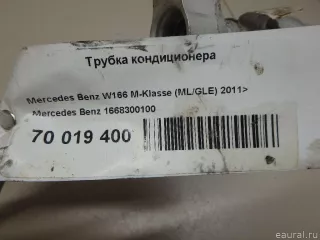 Трубка кондиционера
Mercedes Benz W166 M-Klasse (ML/GLE) 2011>
Mercedes Benz 1668300100
70 019 400
eaural.ru